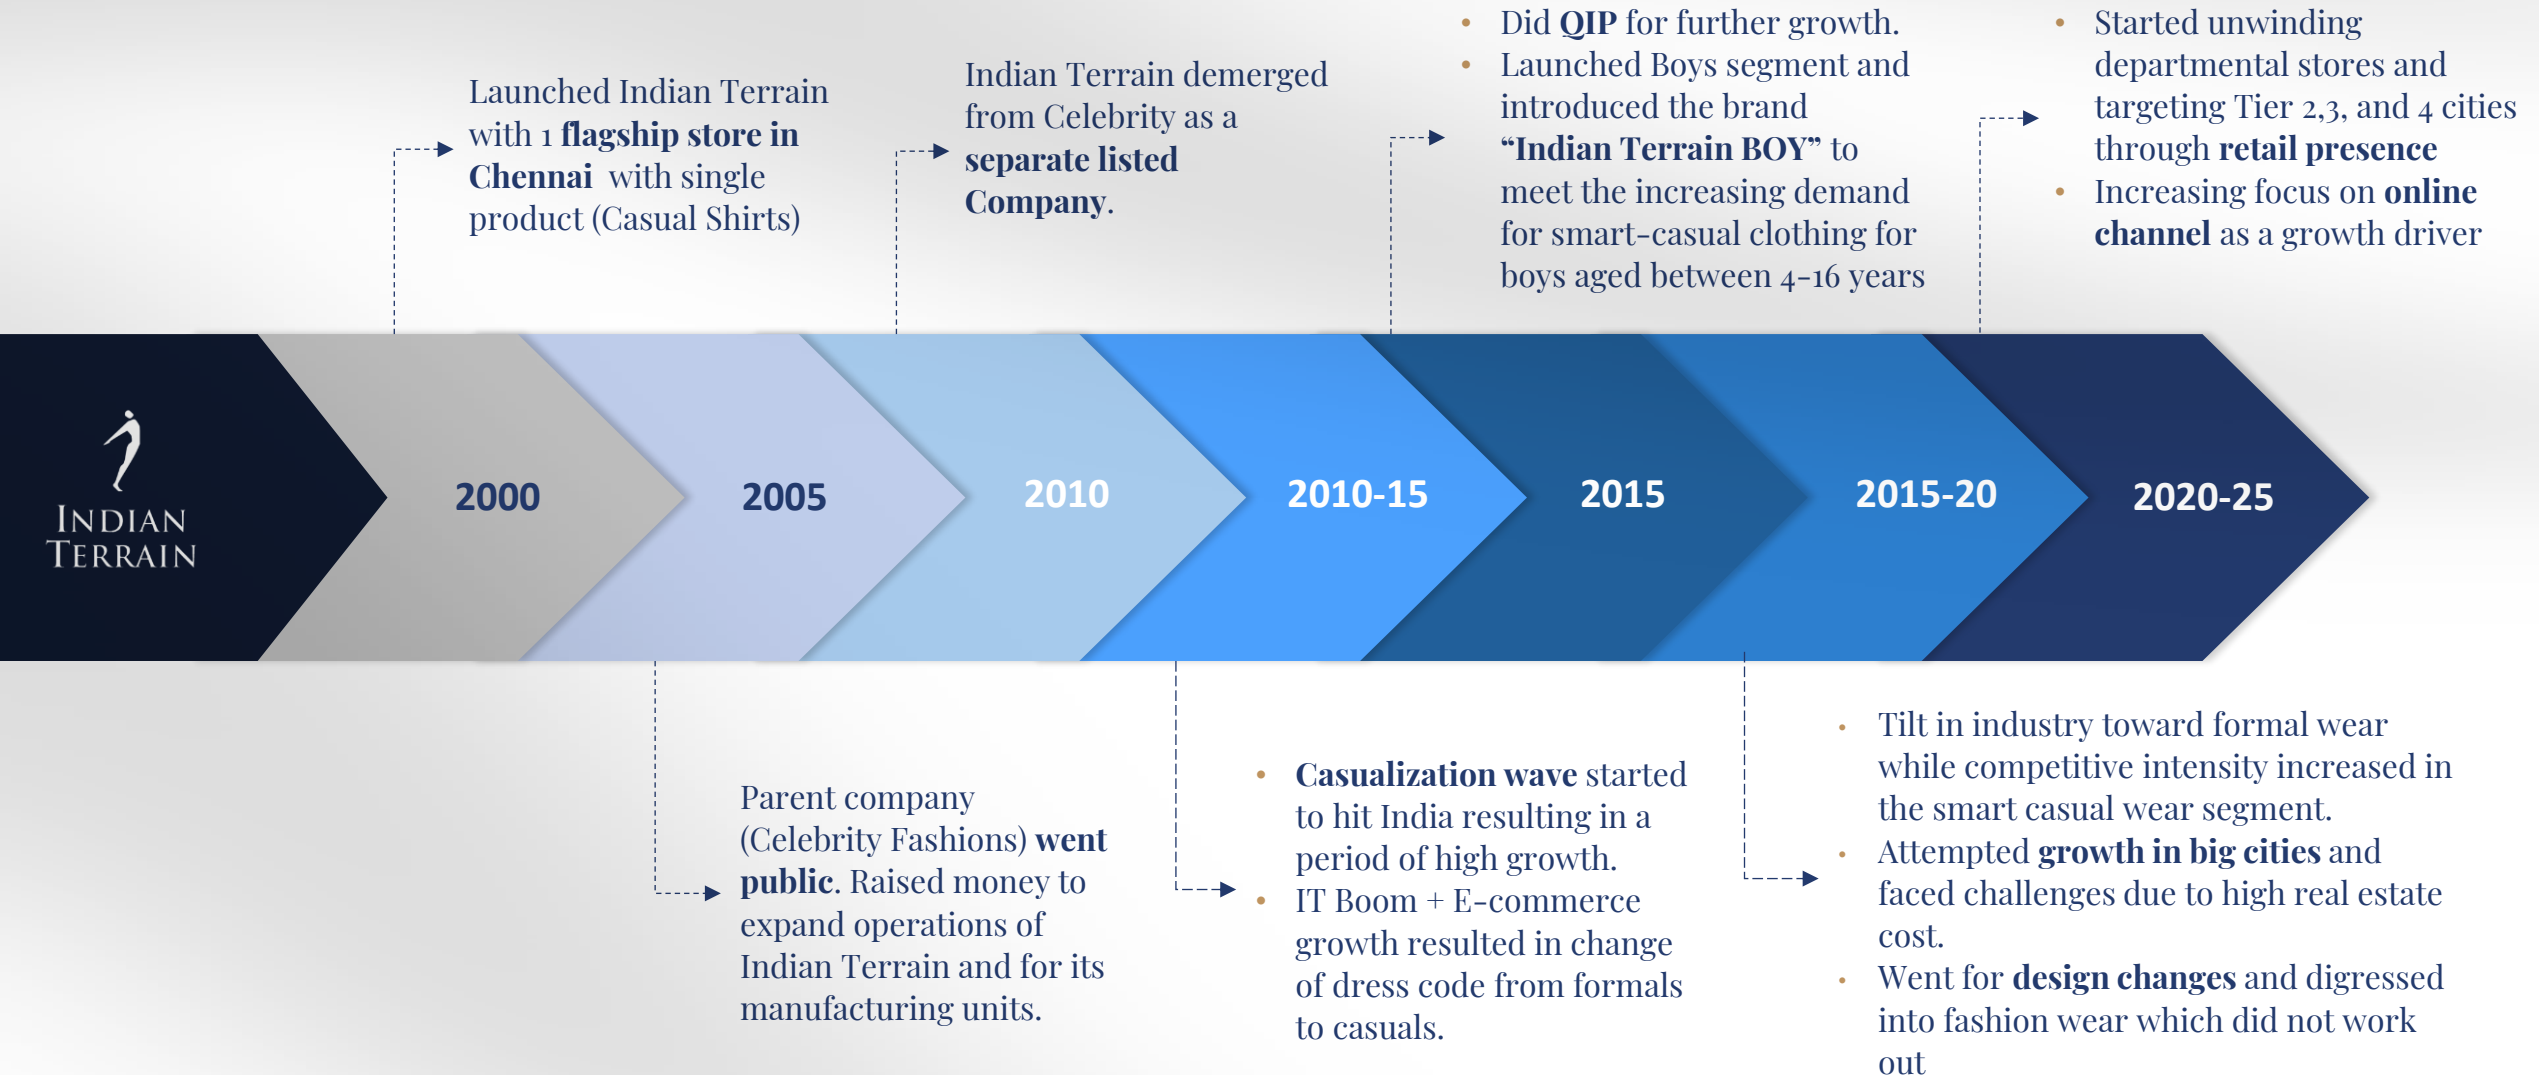 Launched Indian Terrain
with 1 flagship store in
Chennai with single
product (Casual Shirts)
Indian Terrain demerged
from Celebrity as a
separate listed
Company.
• Did QIP for further growth.
• Launched Boys segment and
introduced the brand
“Indian Terrain BOY” to
meet the increasing demand
for smart-casual clothing for
boys aged between 4-16 years
• Started unwinding
departmental stores and
targeting Tier 2,3, and 4 cities
through retail presence
• Increasing focus on online
channel as a growth driver
INDIAN
TERRAIN
2000
2005
2010
2010-15
2015
2015-20
2020-25
Parent company
(Celebrity Fashions) went
public. Raised money to
expand operations of
Indian Terrain and for its
manufacturing units.
• Casualization wave started
to hit India resulting in a
period of high growth.
• IT Boom + E-commerce
growth resulted in change
of dress code from formals
to casuals.
• Tilt in industry toward formal wear
while competitive intensity increased in
the smart casual wear segment.
• Attempted growth in big cities and
faced challenges due to high real estate
cost.
• Went for design changes and digressed
into fashion wear which did not work
out